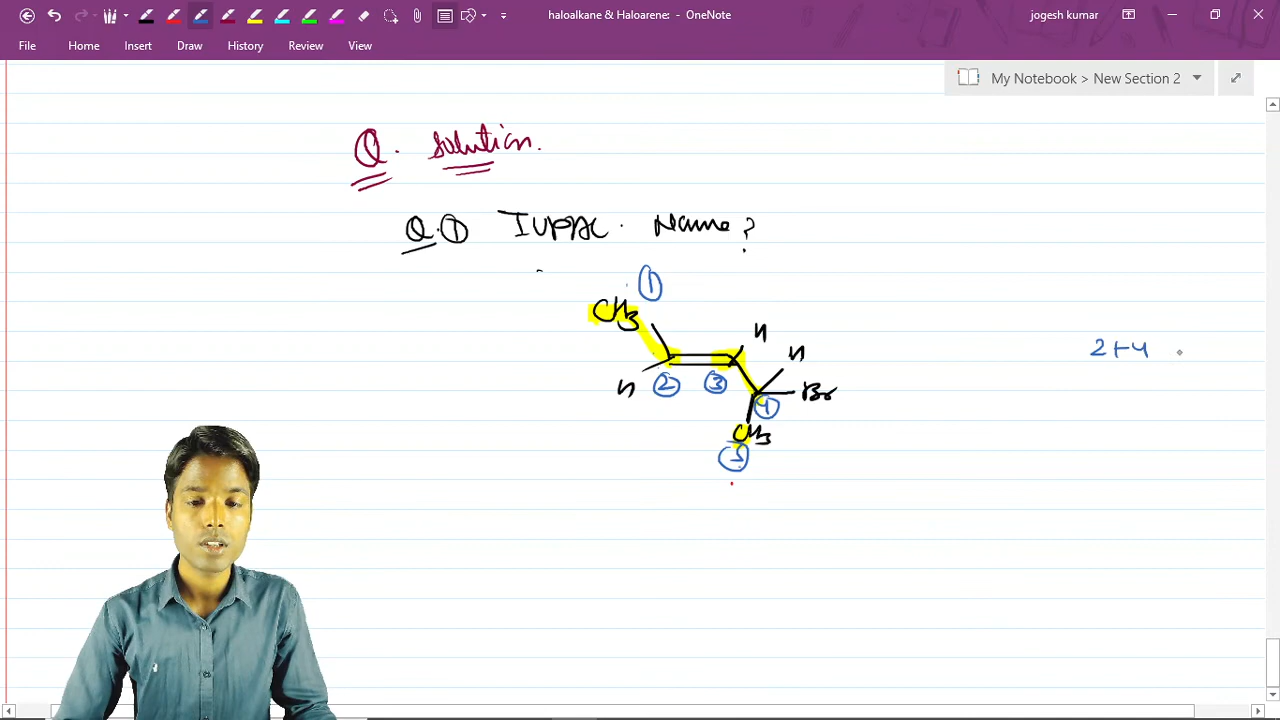 haloalkane & Haloarene: - OneNote
jogesh kumar
File Home Insert Draw History Review View
My Notebook > New Section 2
Q. Solution.
Q.① IUPAC. Name?
①
CH3
H
H
2+4
② ③
H
Br
④
CH3
⑤